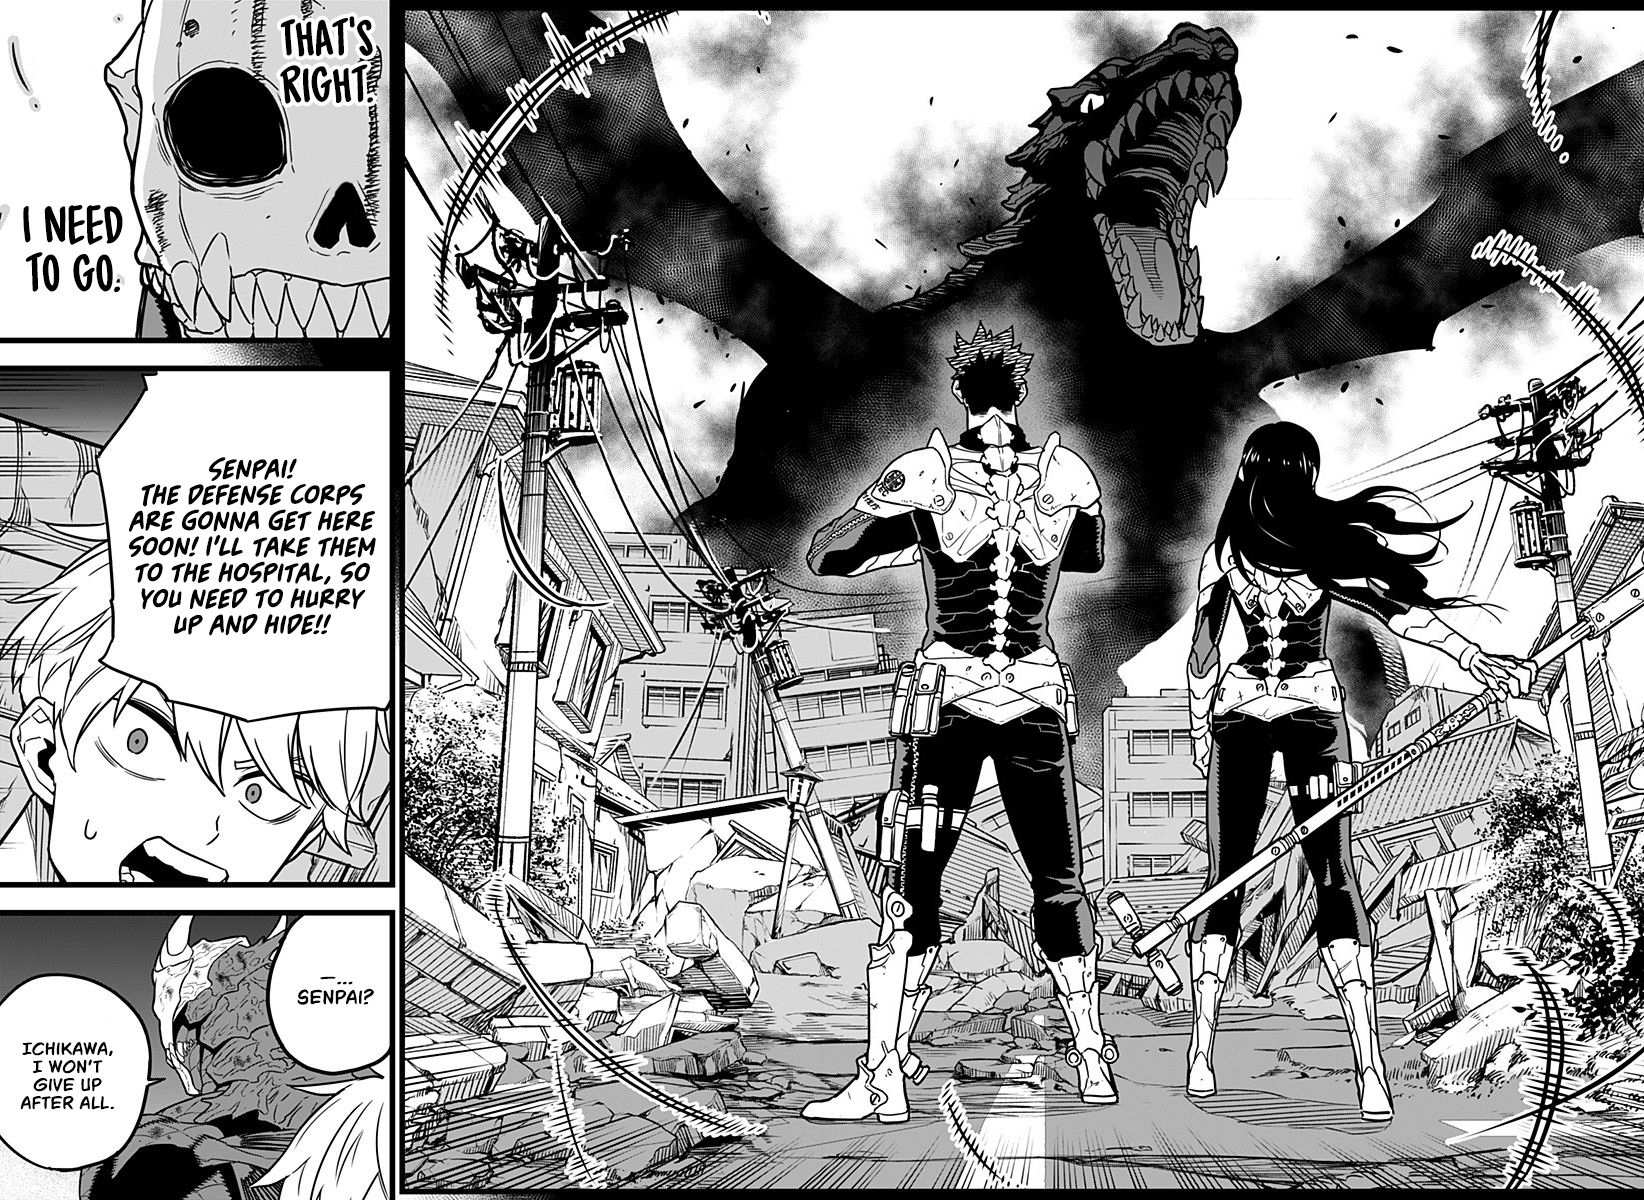 THAT'S
RIGHT.
I NEED
TO GO.
SENPAI!
THE DEFENSE CORPS
ARE GONNA GET HERE
SOON! I'LL TAKE THEM
TO THE HOSPITAL, SO
YOU NEED TO HURRY
UP AND HIDE!!
...
SENPAI?
ICHIKAWA,
I WON'T
GIVE UP
AFTER ALL.